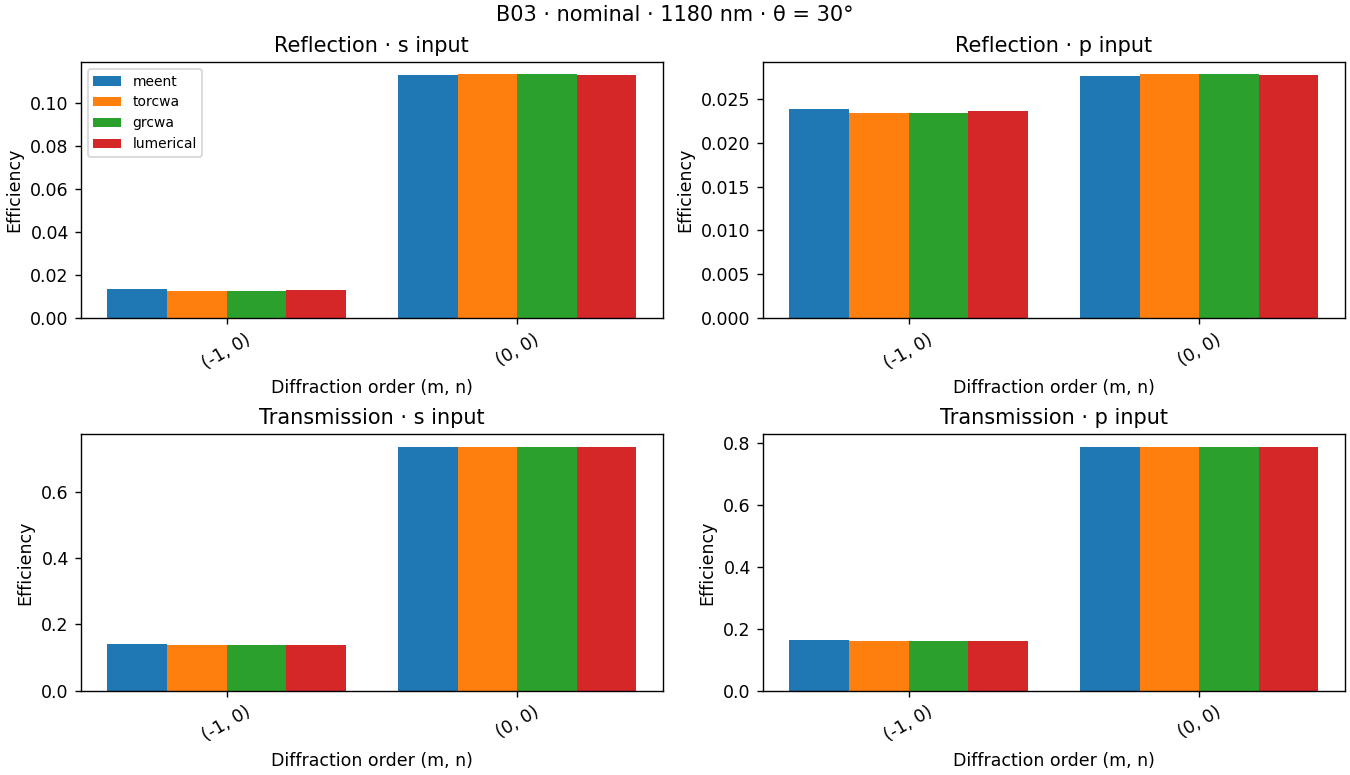 B03 · nominal · 1180 nm · θ = 30°
Reflection · s input
Efficiency
0.10
0.08
0.06
0.04
0.02
0.00
meent
torcwa
grcwa
lumerical
(-1, 0)
(0, 0)
Diffraction order (m, n)
Reflection · p input
Efficiency
0.025
0.020
0.015
0.010
0.005
0.000
(-1, 0)
(0, 0)
Diffraction order (m, n)
Transmission · s input
Efficiency
0.6
0.4
0.2
0.0
(-1, 0)
(0, 0)
Diffraction order (m, n)
Transmission · p input
Efficiency
0.8
0.6
0.4
0.2
0.0
(-1, 0)
(0, 0)
Diffraction order (m, n)